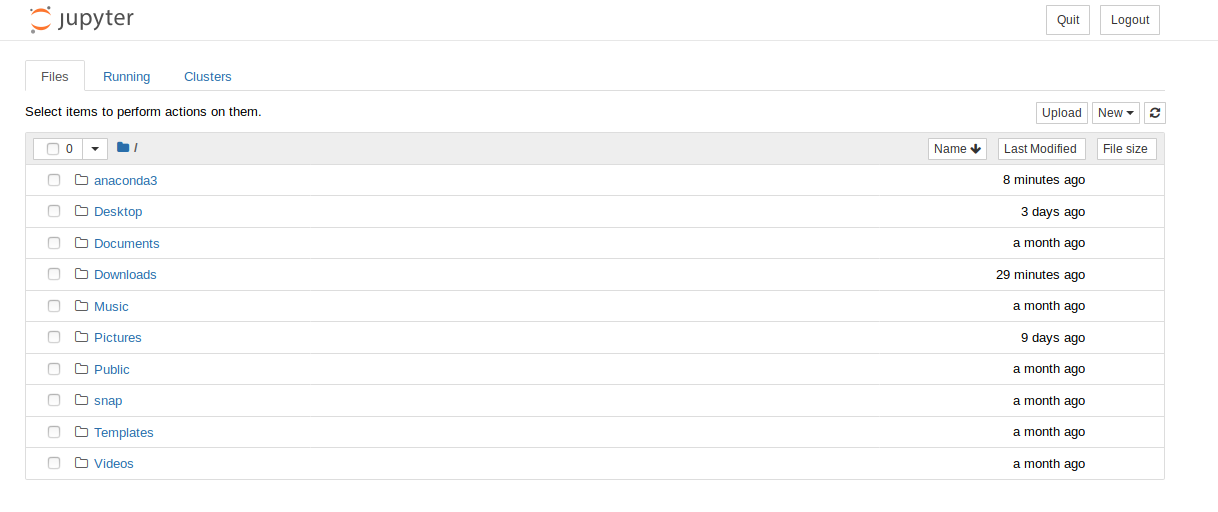 jupyter Quit Logout
Files Running Clusters
Select items to perform actions on them. Upload New
0 / Name Last Modified File size
anaconda3 8 minutes ago
Desktop 3 days ago
Documents a month ago
Downloads 29 minutes ago
Music a month ago
Pictures 9 days ago
Public a month ago
snap a month ago
Templates a month ago
Videos a month ago